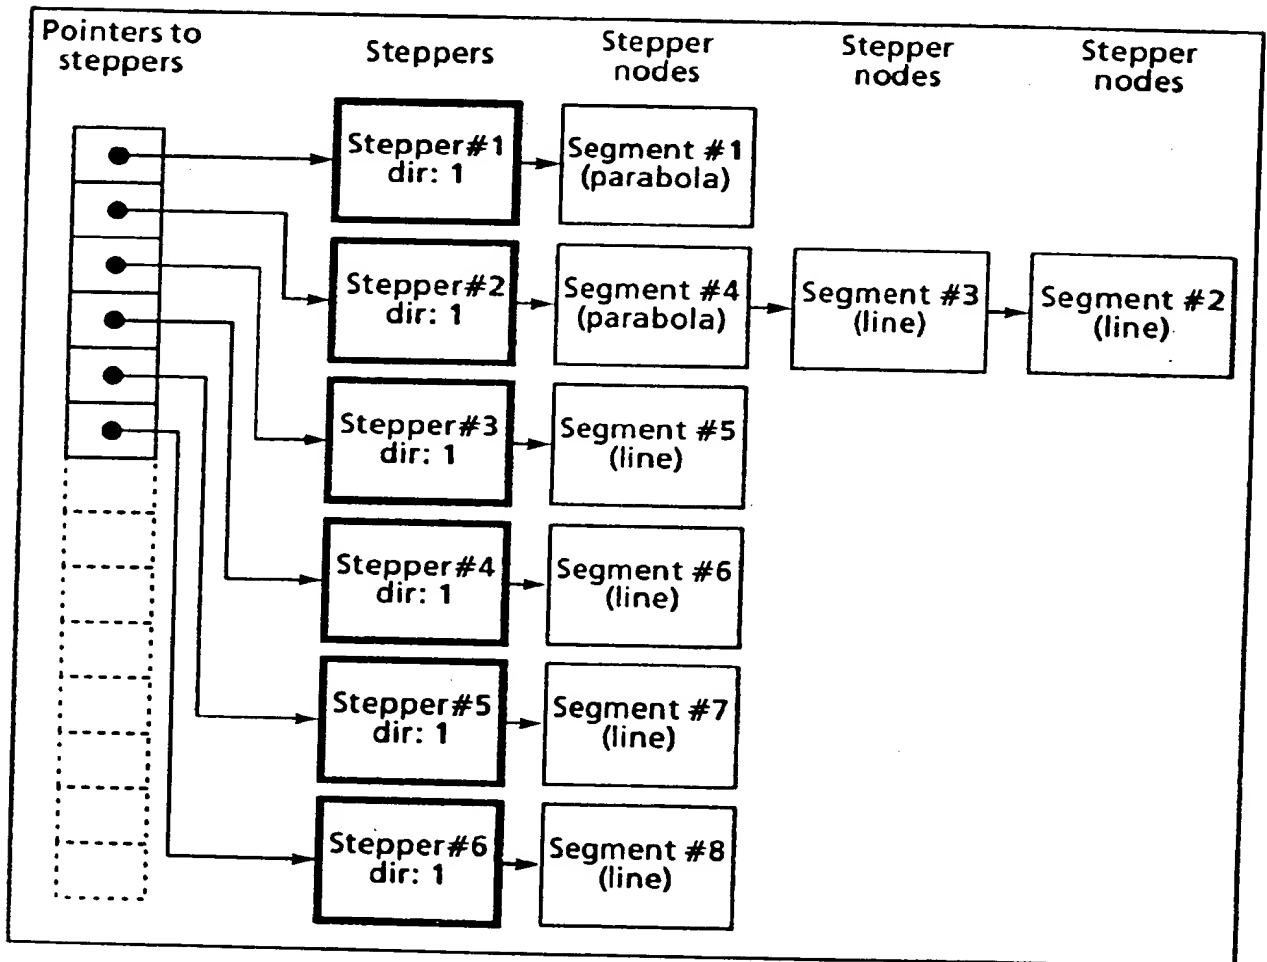 Pointers to
steppers
Steppers
Stepper
nodes
Stepper
nodes
Stepper
nodes
Stepper#1
dir: 1
Segment #1
(parabola)
Stepper#2
dir: 1
Segment #4
(parabola)
Segment #3
(line)
Segment #2
(line)
Stepper#3
dir: 1
Segment #5
(line)
Stepper#4
dir: 1
Segment #6
(line)
Stepper#5
dir: 1
Segment #7
(line)
Stepper#6
dir: 1
Segment #8
(line)